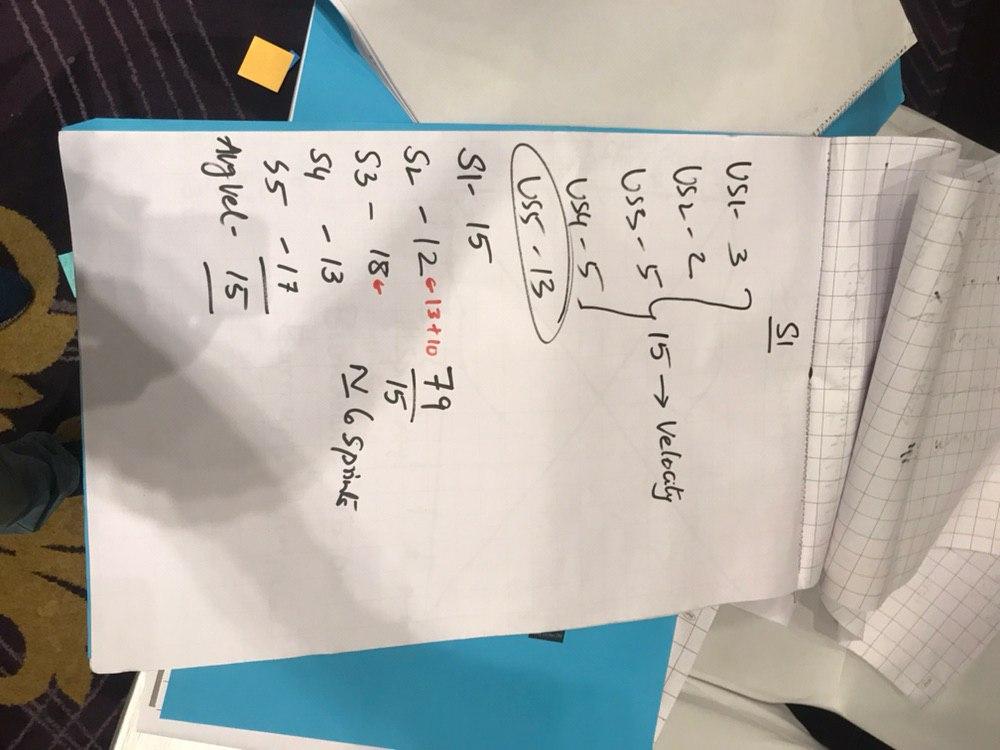 S1
US1- 3
US2 - 2
US3 - 5
15 → Velocity
US4 - 5
US5 - 13
S1- 15
S2 - 12 ← 13+10
79
15
S3 - 18 ←
≃ 6 Sprints
S4 - 13
S5 - 17
Avg Vel - 15